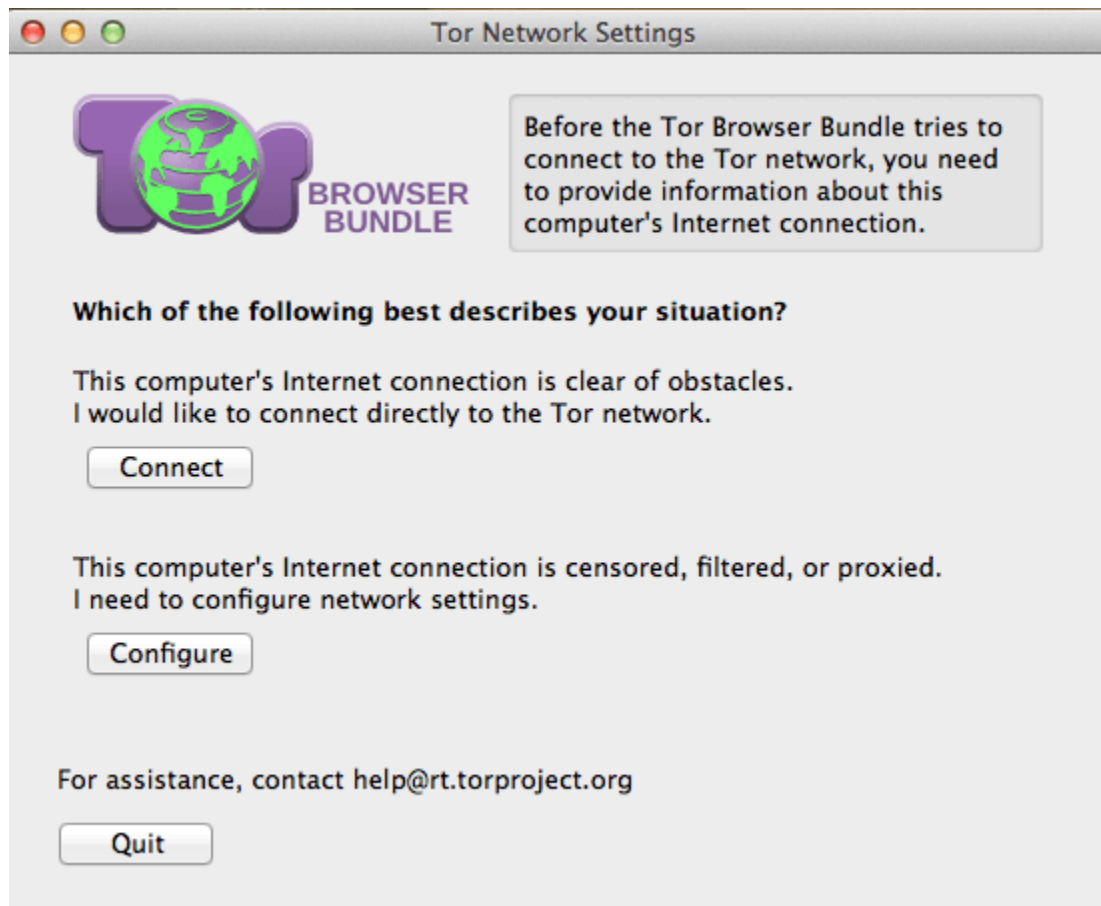 Tor Network Settings
Tor
BROWSER
BUNDLE
Before the Tor Browser Bundle tries to
connect to the Tor network, you need
to provide information about this
computer's Internet connection.
Which of the following best describes your situation?
This computer's Internet connection is clear of obstacles.
I would like to connect directly to the Tor network.
Connect
This computer's Internet connection is censored, filtered, or proxied.
I need to configure network settings.
Configure
For assistance, contact help@rt.torproject.org
Quit